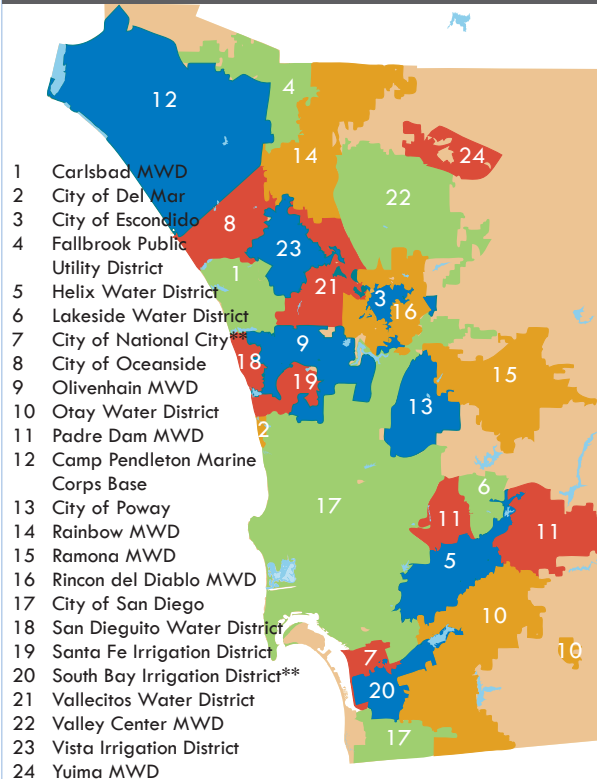 1 Carlsbad MWD
2 City of Del Mar
3 City of Escondido
4 Fallbrook Public
Utility District
5 Helix Water District
6 Lakeside Water District
7 City of National City**
8 City of Oceanside
9 Olivenhain MWD
10 Otay Water District
11 Padre Dam MWD
12 Camp Pendleton Marine
Corps Base
13 City of Poway
14 Rainbow MWD
15 Ramona MWD
16 Rincon del Diablo MWD
17 City of San Diego
18 San Dieguito Water District
19 Santa Fe Irrigation District
20 South Bay Irrigation District**
21 Vallecitos Water District
22 Valley Center MWD
23 Vista Irrigation District
24 Yuima MWD
4
12
14
24
22
8
23
1
21
3
16
9
18
19
15
13
2
6
17
11
11
5
10
10
7
20
17